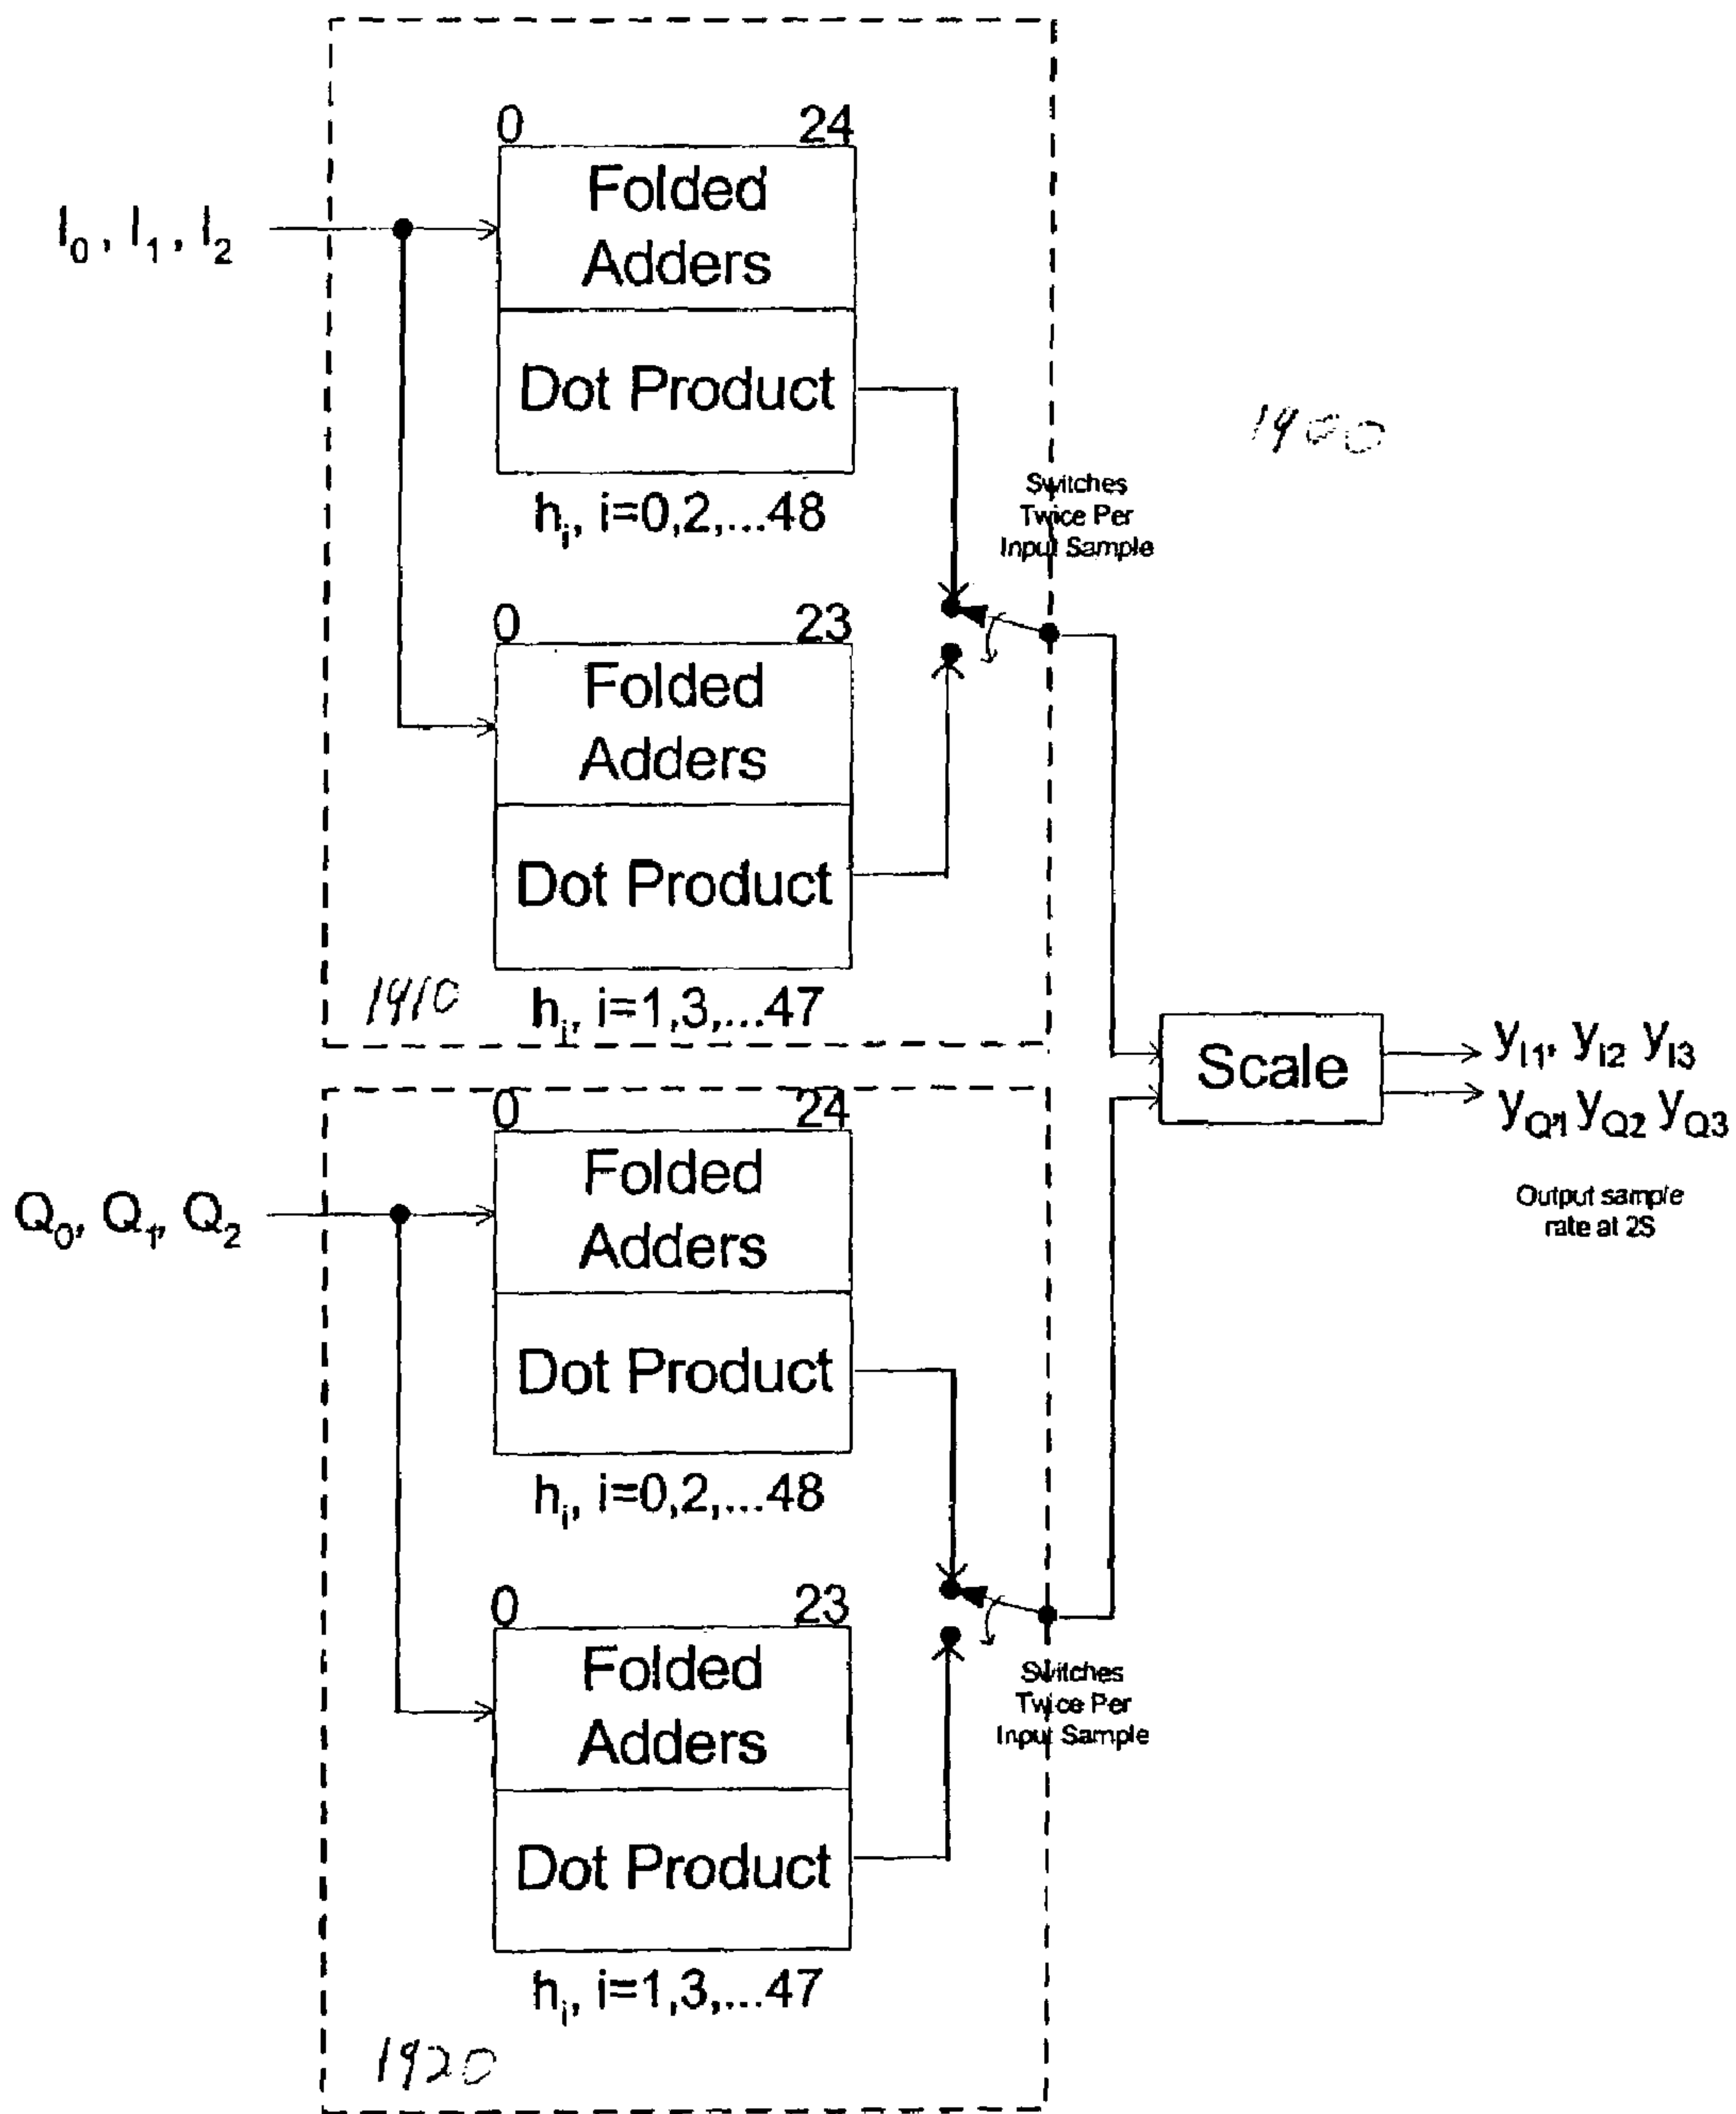 0 24
Folded
Adders
I0, I1, I2
Dot Product
1900
hi, i=0,2,...48
Switches
Twice Per
Input Sample
0 23
Folded
Adders
Dot Product
1910
hi, i=1,3,...47
Scale
yI1, yI2 yI3
yQ1 yQ2 yQ3
Output sample
rate at 2S
0 24
Folded
Adders
Q0, Q1, Q2
Dot Product
hi, i=0,2,...48
0 23
Folded
Adders
Switches
Twice Per
Input Sample
Dot Product
hi, i=1,3,...47
1920